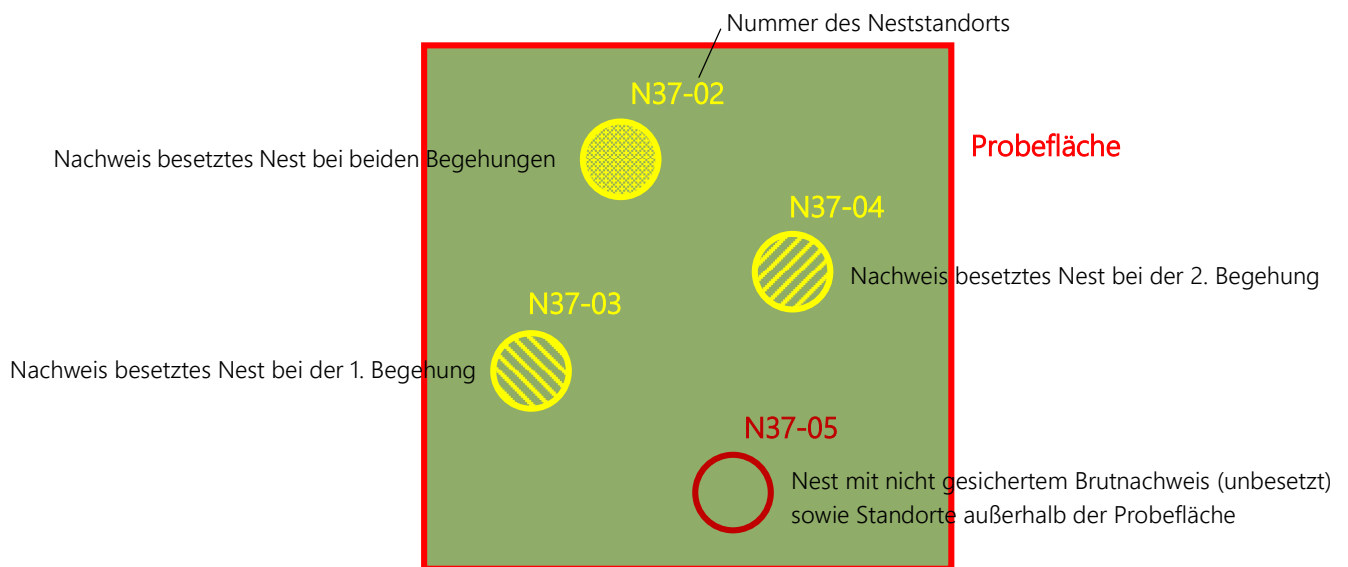 Nummer des Neststandorts
N37-02
Probefläche
Nachweis besetztes Nest bei beiden Begehungen
N37-04
Nachweis besetztes Nest bei der 2. Begehung
N37-03
Nachweis besetztes Nest bei der 1. Begehung
N37-05
Nest mit nicht gesichertem Brutnachweis (unbesetzt)
sowie Standorte außerhalb der Probefläche